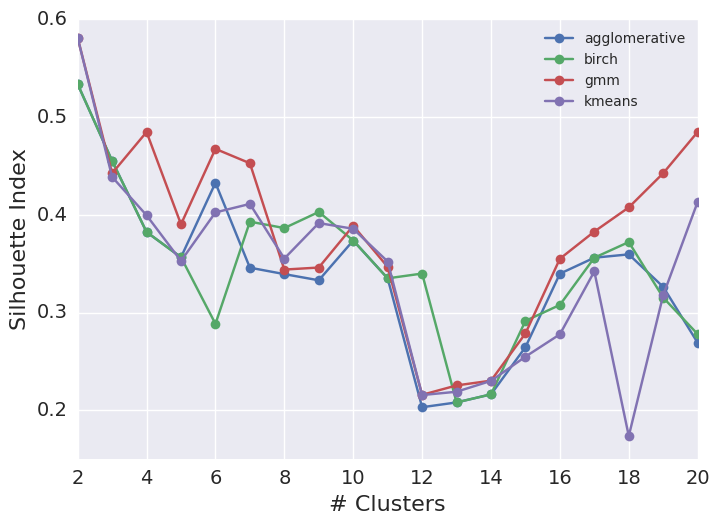 0.6
0.5
0.4
0.3
0.2
Silhouette Index
agglomerative
birch
gmm
kmeans
2 4 6 8 10 12 14 16 18 20
# Clusters